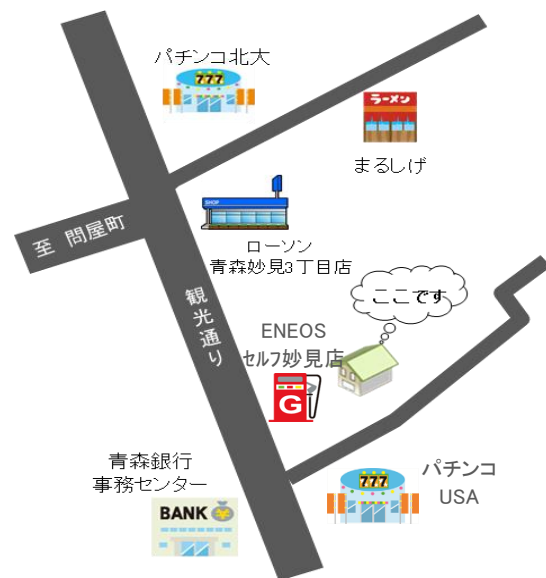 パチンコ北大
777
ラーメン
まるしげ
SHOP
ローソン
青森妙見3丁目店
至 問屋町
観光通り
ここです
ENEOS
セルフ妙見店
G
青森銀行
事務センター
BANK ¥
777
パチンコ
USA